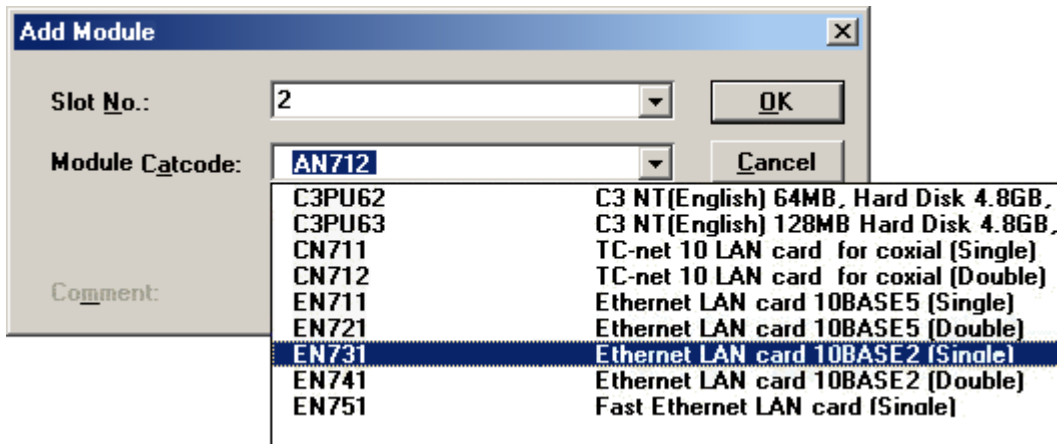 Add Module
Slot No.: 2 OK
Module Catcode: AN712 Cancel
C3PU62 C3 NT(English) 64MB, Hard Disk 4.8GB,
C3PU63 C3 NT(English) 128MB Hard Disk 4.8GB,
CN711 TC-net 10 LAN card for coxial (Single)
CN712 TC-net 10 LAN card for coxial (Double)
Comment:
EN711 Ethernet LAN card 10BASE5 (Single)
EN721 Ethernet LAN card 10BASE5 (Double)
EN731 Ethernet LAN card 10BASE2 (Single)
EN741 Ethernet LAN card 10BASE2 (Double)
EN751 Fast Ethernet LAN card (Single)